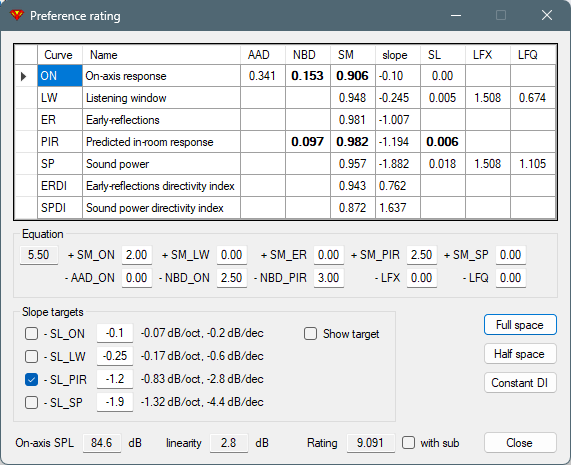 Preference rating
Curve Name AAD NBD SM slope SL LFX LFQ
ON On-axis response 0.341 0.153 0.906 -0.10 0.00
LW Listening window 0.948 -0.245 0.005 1.508 0.674
ER Early-reflections 0.981 -1.007
PIR Predicted in-room response 0.097 0.982 -1.194 0.006
SP Sound power 0.957 -1.882 0.018 1.508 1.105
ERDI Early-reflections directivity index 0.943 0.762
SPDI Sound power directivity index 0.872 1.637
Equation
5.50 + SM_ON 2.00 + SM_LW 0.00 + SM_ER 0.00 + SM_PIR 2.50 + SM_SP 0.00
- AAD_ON 0.00 - NBD_ON 2.50 - NBD_PIR 3.00 - LFX 0.00 - LFQ 0.00
Slope targets
- SL_ON -0.1 -0.07 dB/oct, -0.2 dB/dec Show target
- SL_LW -0.25 -0.17 dB/oct, -0.6 dB/dec
- SL_PIR -1.2 -0.83 dB/oct, -2.8 dB/dec
- SL_SP -1.9 -1.32 dB/oct, -4.4 dB/dec
Full space
Half space
Constant DI
On-axis SPL 84.6 dB linearity 2.8 dB Rating 9.091 with sub Close